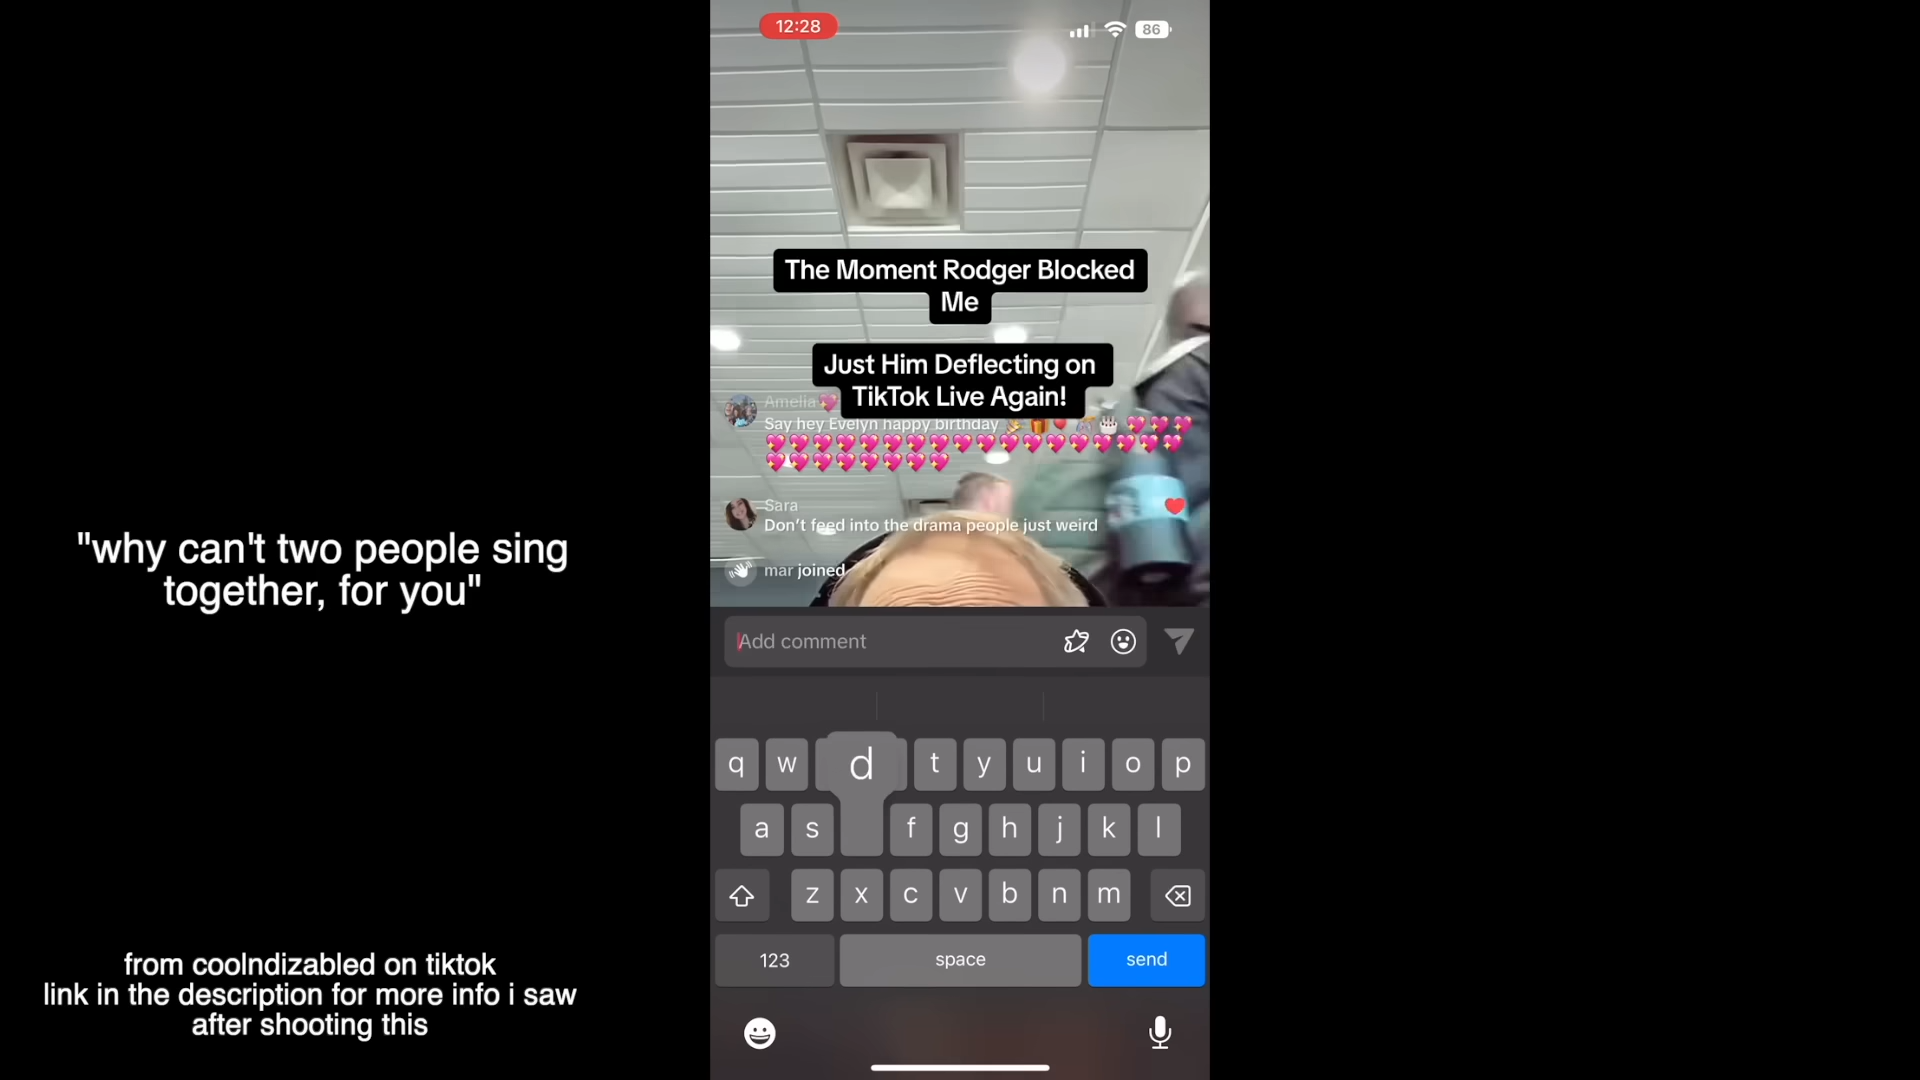 12:28
86
The Moment Rodger Blocked
Me
Just Him Deflecting on
TikTok Live Again!
Amelia💖
Say hey Evelyn happy birthday 🎉🎁🎈🎊🎂💖💖💖
💖💖💖💖💖💖💖💖💖💖💖💖💖💖💖💖💖💖
💖💖💖💖💖💖💖💖
Sara
Don't feed into the drama people just weird
mar joined
"why can't two people sing
together, for you"
Add comment
q w d t y u i o p
a s f g h j k l
z x c v b n m
123 space send
from coolndizabled on tiktok
link in the description for more info i saw
after shooting this